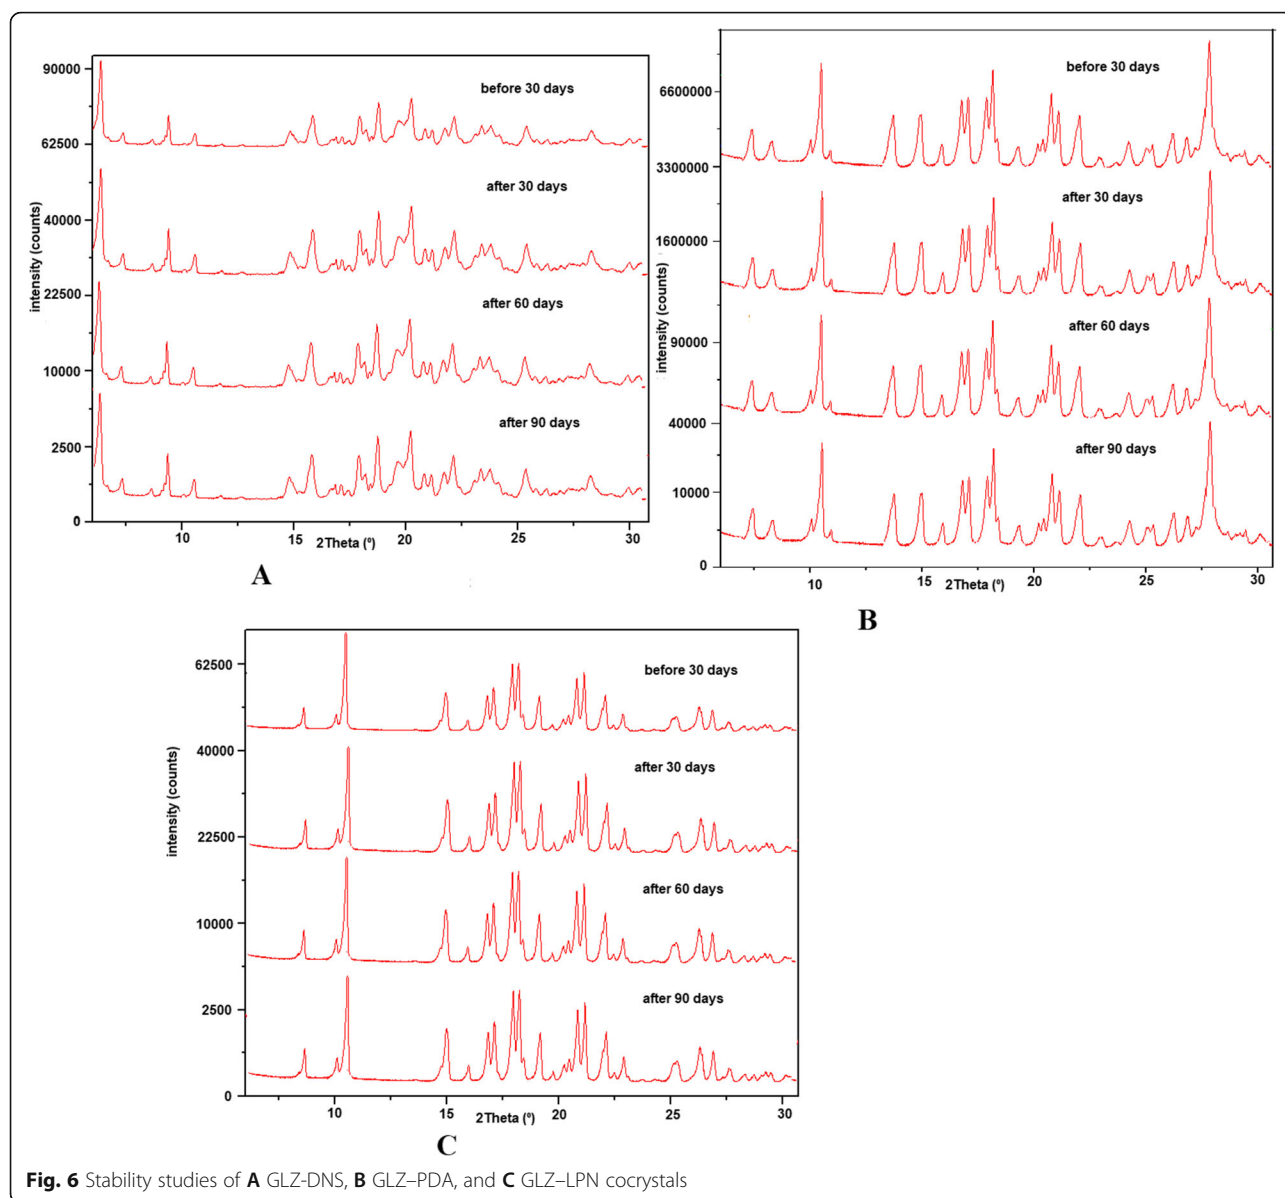 90000
62500
40000
22500
10000
2500
0
intensity (counts)
before 30 days
after 30 days
after 60 days
after 90 days
10
15
20
25
30
2Theta (°)
A
6600000
3300000
1600000
90000
40000
10000
0
intensity (counts)
before 30 days
after 30 days
after 60 days
after 90 days
10
15
20
25
30
2Theta (°)
B
62500
40000
22500
10000
2500
0
intensity (counts)
before 30 days
after 30 days
after 60 days
after 90 days
10
15
20
25
30
2Theta (°)
C
Fig. 6 Stability studies of A GLZ-DNS, B GLZ–PDA, and C GLZ–LPN cocrystals